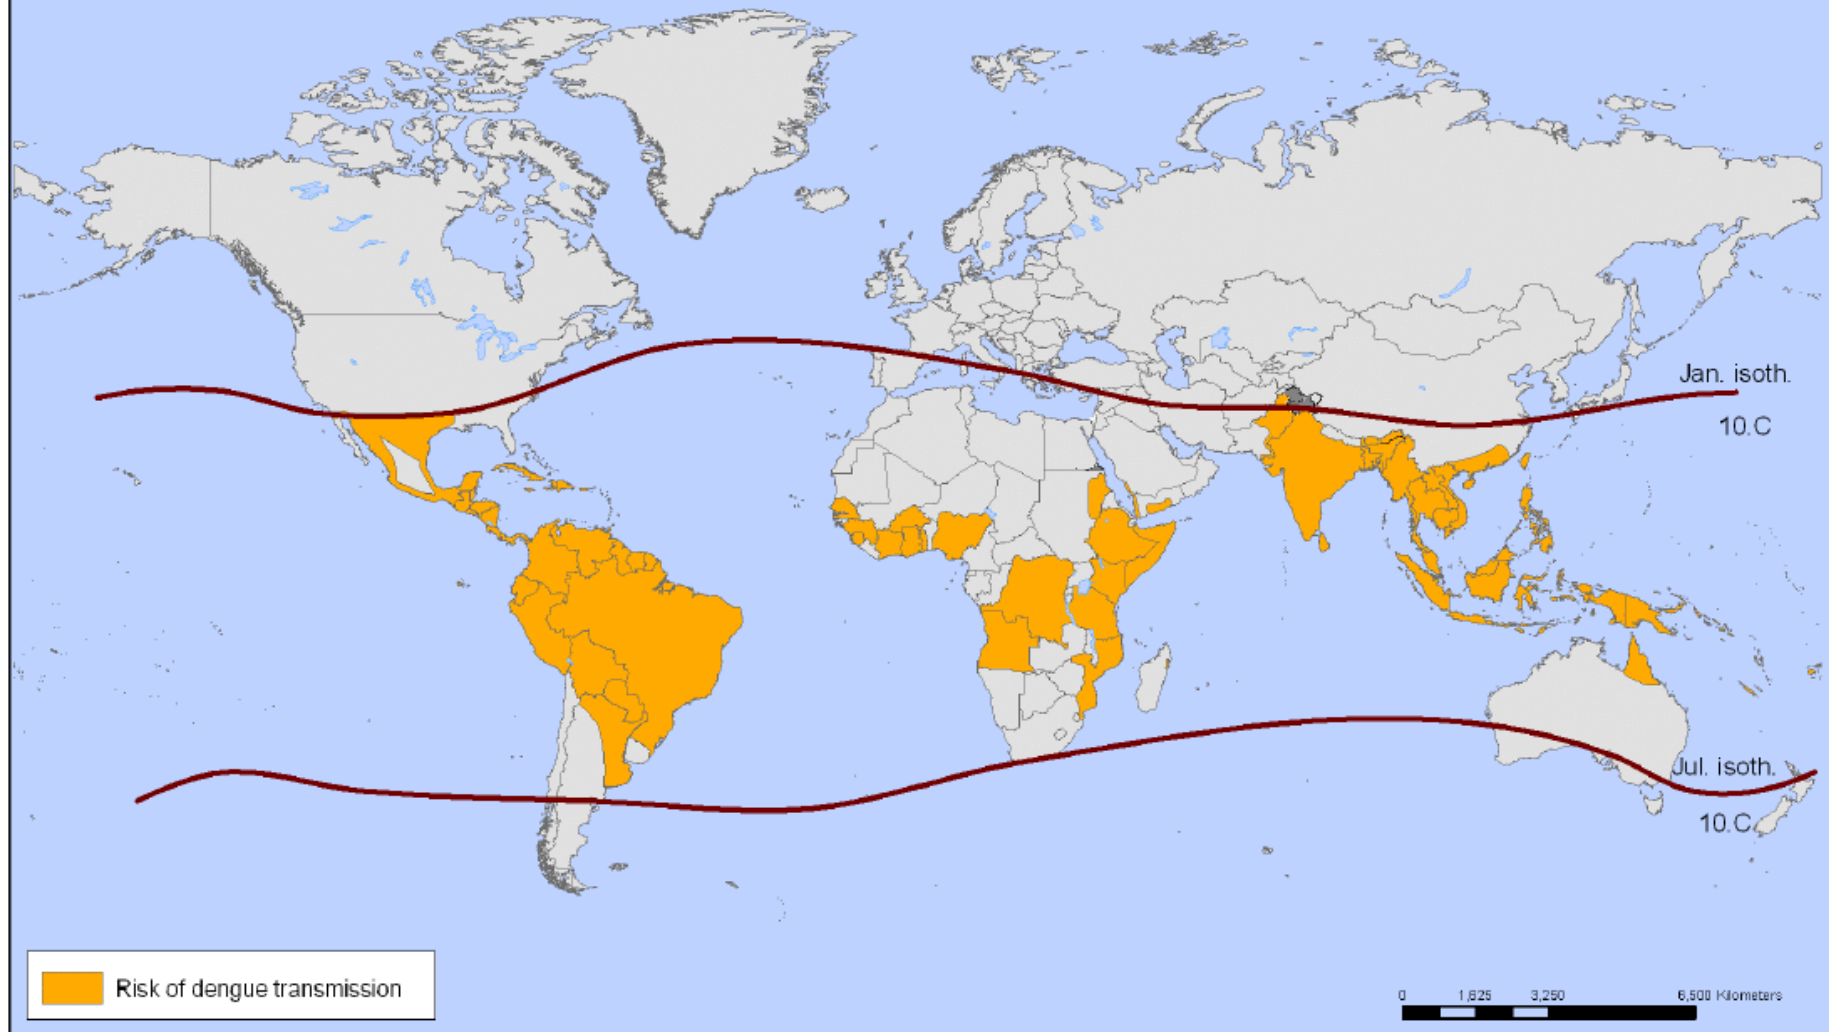 Jan. isoth.
10.C
Jul. isoth.
10.C
Risk of dengue transmission
0 1,625 3,250 6,500 Kilometers